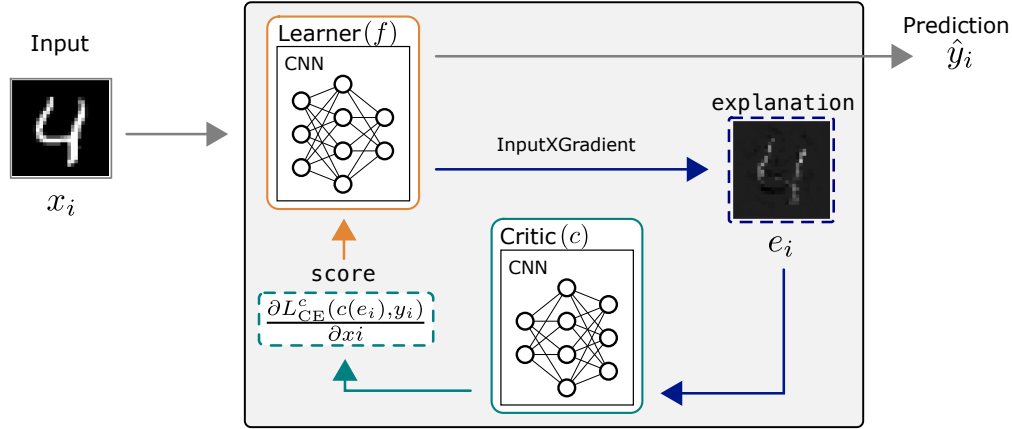 Input
x_i
Learner(f)
CNN
Prediction
ŷ_i
InputXGradient
explanation
e_i
Critic(c)
CNN
score
∂L^c_CE(c(e_i),y_i)
∂xi